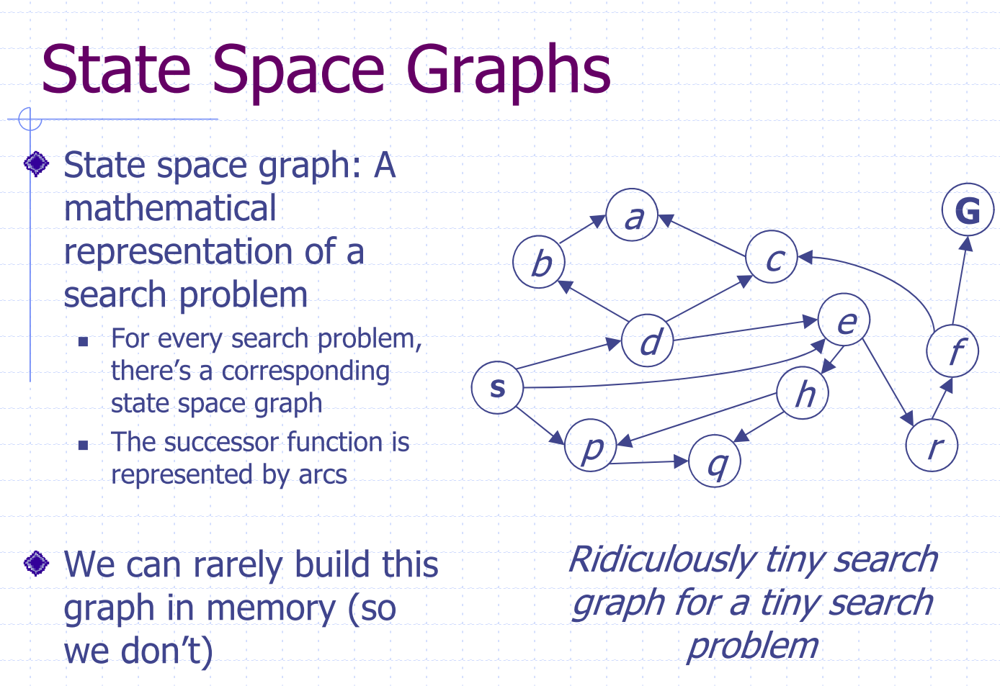 State Space Graphs
State space graph: A
mathematical
representation of a
search problem
For every search problem,
there’s a corresponding
state space graph
The successor function is
represented by arcs
We can rarely build this
graph in memory (so
we don’t)
G
a
b
c
e
d
f
s
h
p
q
r
Ridiculously tiny search
graph for a tiny search
problem